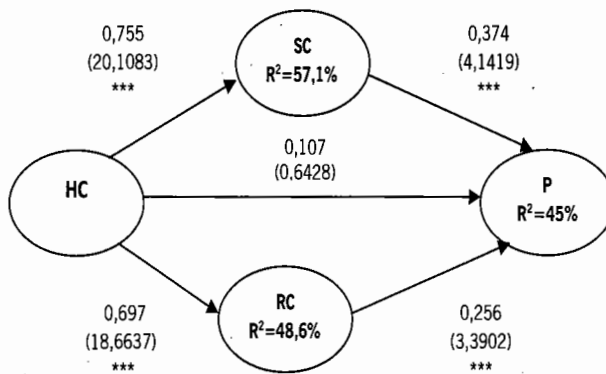 0,755
(20,1083)
***
SC
R²=57,1%
0,374
(4,1419)
***
0,107
(0.6428)
HC
P
R²=45%
0,697
(18,6637)
***
RC
R²=48,6%
0,256
(3,3902)
***